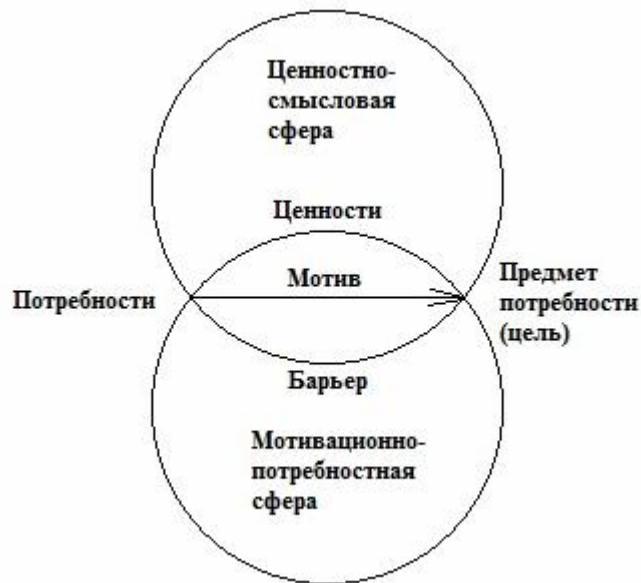 Ценностно-
смысловая
сфера
Ценности
Мотив
Потребности
Предмет
потребности
(цель)
Барьер
Мотивационно-
потребностная
сфера